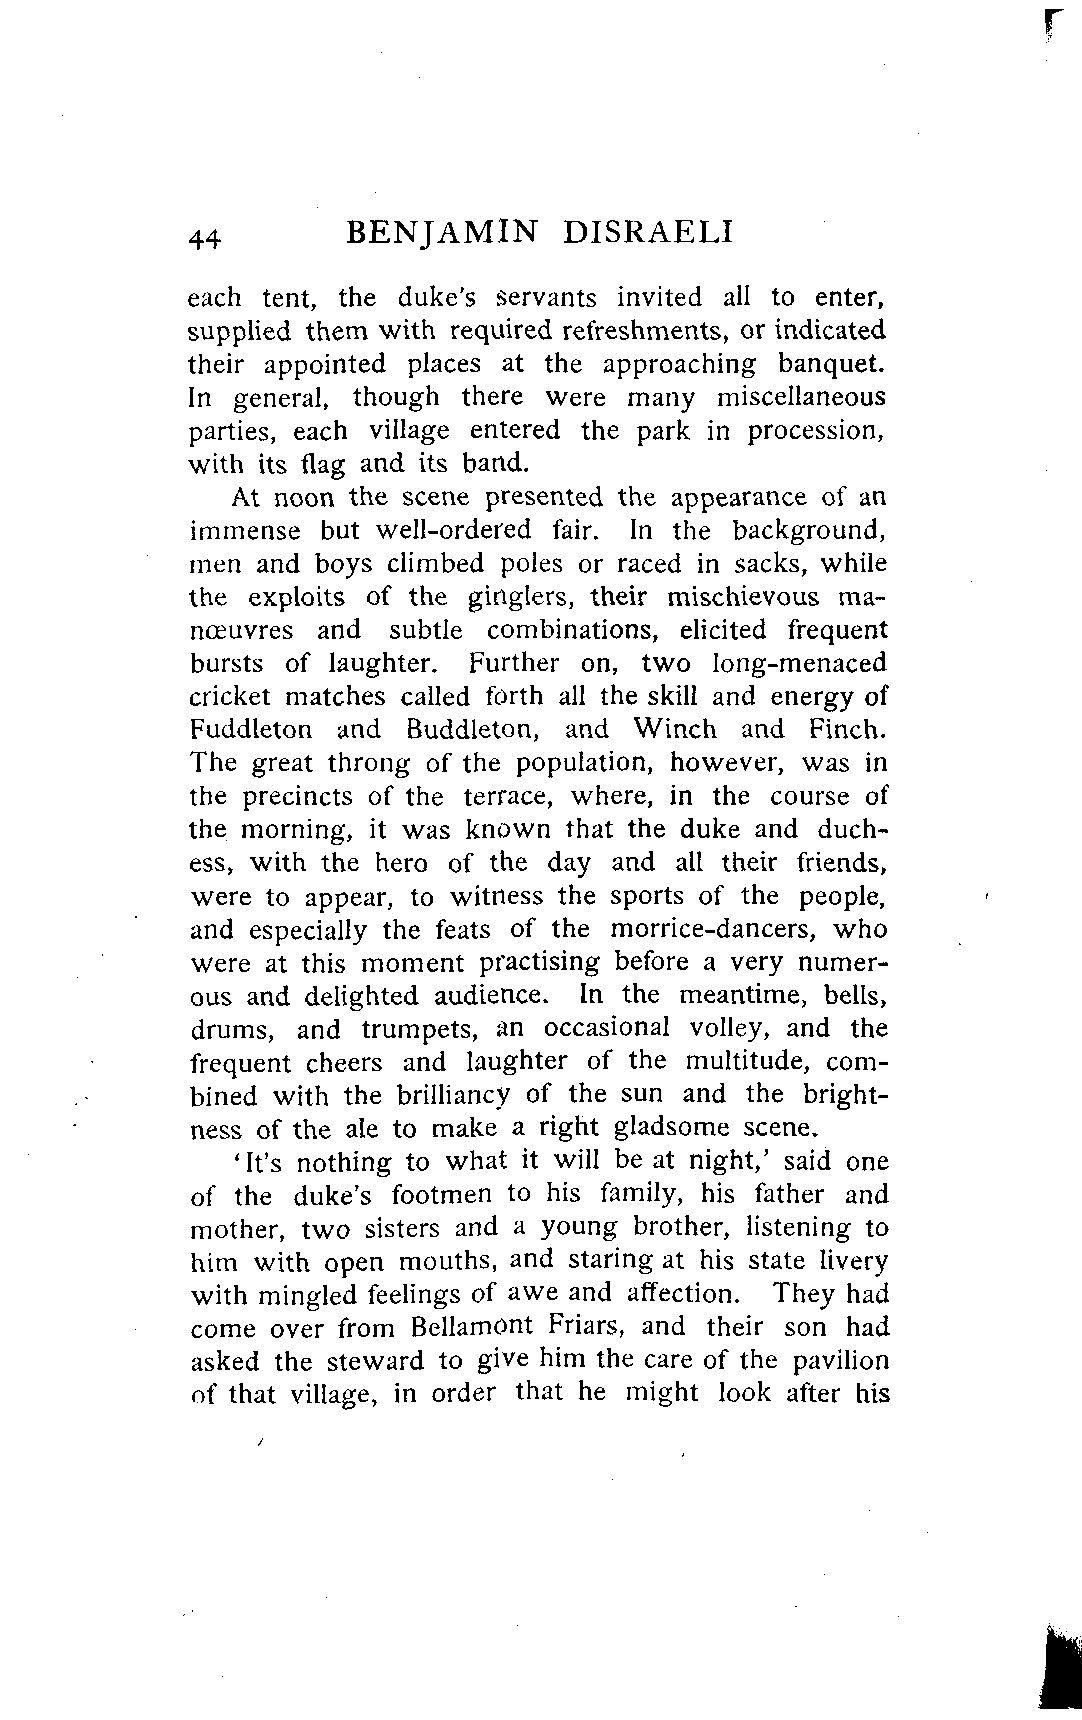 44 BENJAMIN DISRAELI
each tent, the duke's servants invited all to enter,
supplied them with required refreshments, or indicated
their appointed places at the approaching banquet.
In general, though there were many miscellaneous
parties, each village entered the park in procession,
with its flag and its band.
At noon the scene presented the appearance of an
immense but well-ordered fair. In the background,
men and boys climbed poles or raced in sacks, while
the exploits of the ginglers, their mischievous ma-
nœuvres and subtle combinations, elicited frequent
bursts of laughter. Further on, two long-menaced
cricket matches called forth all the skill and energy of
Fuddleton and Buddleton, and Winch and Finch.
The great throng of the population, however, was in
the precincts of the terrace, where, in the course of
the morning, it was known that the duke and duch-
ess, with the hero of the day and all their friends,
were to appear, to witness the sports of the people,
and especially the feats of the morrice-dancers, who
were at this moment practising before a very numer-
ous and delighted audience. In the meantime, bells,
drums, and trumpets, an occasional volley, and the
frequent cheers and laughter of the multitude, com-
bined with the brilliancy of the sun and the bright-
ness of the ale to make a right gladsome scene.
'It's nothing to what it will be at night,' said one
of the duke's footmen to his family, his father and
mother, two sisters and a young brother, listening to
him with open mouths, and staring at his state livery
with mingled feelings of awe and affection. They had
come over from Bellamont Friars, and their son had
asked the steward to give him the care of the pavilion
of that village, in order that he might look after his